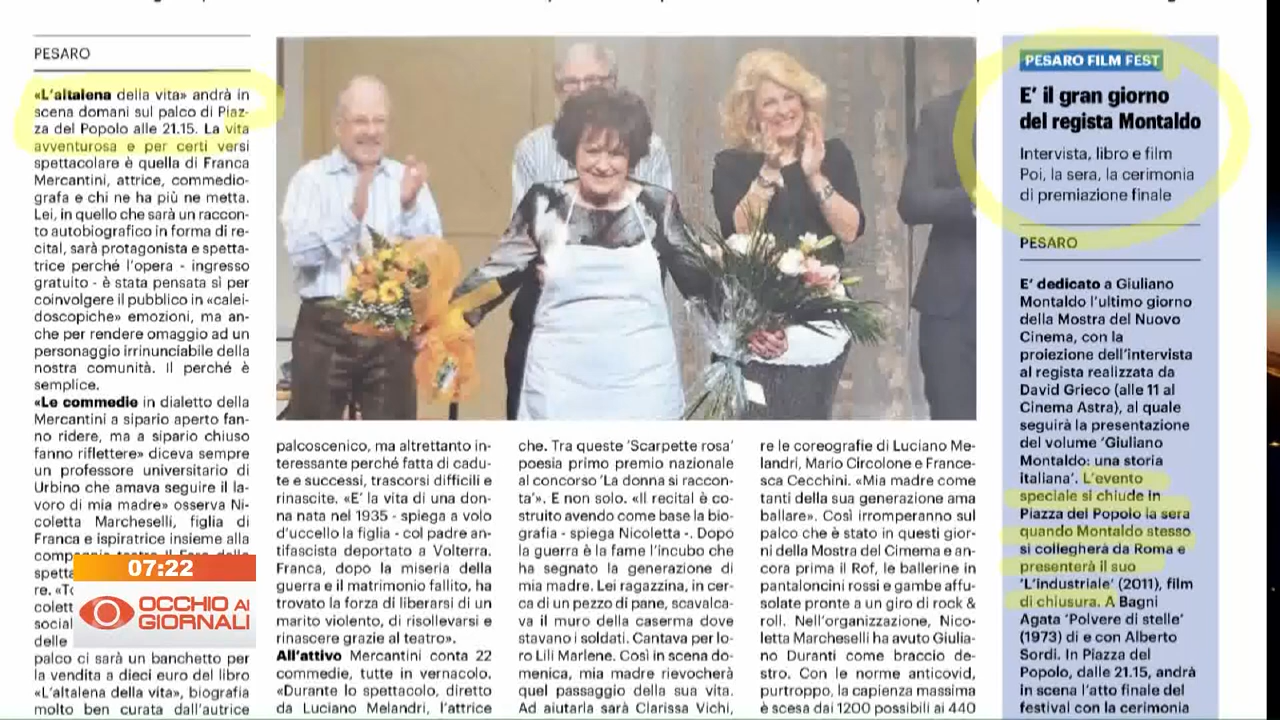 PESARO
«L'altalena della vita» andrà in
scena domani sul palco di Piaz-
za del Popolo alle 21.15. La vita
avventurosa e per certi versi
spettacolare è quella di Franca
Mercantini, attrice, commedio-
grafa e chi ne ha più ne metta.
Lei, in quello che sarà un raccon-
to autobiografico in forma di re-
cital, sarà protagonista e spetta-
trice perché l'opera - ingresso
gratuito - è stata pensata sì per
coinvolgere il pubblico in «calei-
doscopiche» emozioni, ma an-
che per rendere omaggio ad un
personaggio irrinunciabile della
nostra comunità. Il perché è
semplice.
«Le commedie in dialetto della
Mercantini a sipario aperto fan-
no ridere, ma a sipario chiuso
fanno riflettere» diceva sempre
un professore universitario di
Urbino che amava seguire il la-
voro di mia madre» osserva Ni-
coletta Marcheselli, figlia di
Franca e ispiratrice insieme alla
spetta
re.
colett
social
delle
palco ci sarà un banchetto per
la vendita a dieci euro del libro
«L'altalena della vita», biografia
molto ben curata dall'autrice
07:22
OCCHIO AI
GIORNALI
palcoscenico, ma altrettanto in-
teressante perché fatta di cadu-
te e successi, trascorsi difficili e
rinascite. «E' la vita di una don-
na nata nel 1935 - spiega a volo
d'uccello la figlia - col padre an-
tifascista deportato a Volterra.
Franca, dopo la miseria della
guerra e il matrimonio fallito, ha
trovato la forza di liberarsi di un
marito violento, di risollevarsi e
rinascere grazie al teatro».
All'attivo Mercantini conta 22
commedie, tutte in vernacolo.
«Durante lo spettacolo, diretto
da Luciano Melandri, l'attrice
che. Tra queste 'Scarpette rosa'
poesia primo premio nazionale
al concorso 'La donna si raccon-
ta'». E non solo. «Il recital è co-
struito avendo come base la bio-
grafia - spiega Nicoletta -. Dopo
la guerra è la fame l'incubo che
ha segnato la generazione di
mia madre. Lei ragazzina, in cer-
ca di un pezzo di pane, scavalca-
va il muro della caserma dove
stavano i soldati. Cantava per lo-
ro Lili Marlene. Così in scena do-
menica, mia madre rievocherà
quel passaggio della sua vita.
Ad aiutarla sarà Clarissa Vichi,
re le coreografie di Luciano Me-
landri, Mario Circolone e France-
sca Cecchini. «Mia madre come
tanti della sua generazione ama
ballare». Così irromperanno sul
palco che è stato in questi gior-
ni della Mostra del Cimema e an-
cora prima il Rof, le ballerine in
pantaloncini rossi e gambe affu-
solate pronte a un giro di rock &
roll. Nell'organizzazione, Nico-
letta Marcheselli ha avuto Giulia-
no Duranti come braccio de-
stro. Con le norme anticovid,
purtroppo, la capienza massima
è scesa dai 1200 possibili ai 440
PESARO FILM FEST
E' il gran giorno
del regista Montaldo
Intervista, libro e film
Poi, la sera, la cerimonia
di premiazione finale
PESARO
E' dedicato a Giuliano
Montaldo l'ultimo giorno
della Mostra del Nuovo
Cinema, con la
proiezione dell'intervista
al regista realizzata da
David Grieco (alle 11 al
Cinema Astra), al quale
seguirà la presentazione
del volume 'Giuliano
Montaldo: una storia
italiana'. L'evento
speciale si chiude in
Piazza del Popolo la sera
quando Montaldo stesso
si collegherà da Roma e
presenterà il suo
'L'industriale' (2011), film
di chiusura. A Bagni
Agata 'Polvere di stelle'
(1973) di e con Alberto
Sordi. In Piazza del
Popolo, dalle 21.15, andrà
in scena l'atto finale del
festival con la cerimonia